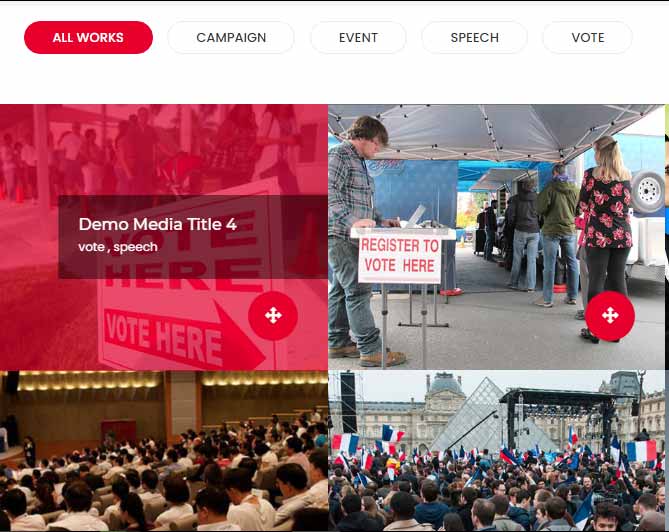 ALL WORKS
CAMPAIGN
EVENT
SPEECH
VOTE
Demo Media Title 4
vote , speech
VOTE
HERE
VOTE HERE
REGISTER TO
VOTE HERE